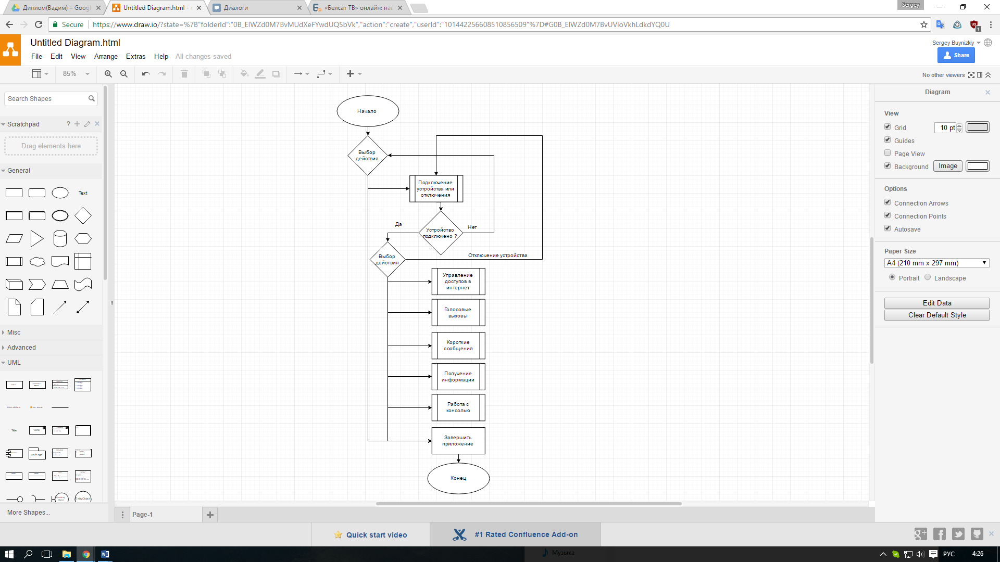 Диплом(Вадим) – Googl
Untitled Diagram.html -
Диалоги
«Белсат ТВ» онлайн: нав
Sergey
Secure
https://www.draw.io/?state=%7B"folderId":"0B_EIWZd0M7BvMUdXeFYwdUQ5bVk","action":"create","userId":"101442256608510856509"%7D#G0B_EIWZd0M7BvUVloVkhLdkdYQ0U
Untitled Diagram.html
Sergey Buynizkiy
File Edit View Arrange Extras Help All changes saved
Share
85%
No other viewers
Search Shapes
Scratchpad
?
Drag elements here
General
Text
Misc
Advanced
UML
Title
package
More Shapes...
Начало
Выбор
действия
Подключение
устройства или
отключения
Да
Нет
Устройство
подключено ?
Выбор
действия
Отключение устройства
Управление
доступов в
интернет
Голосовые
вызовы
Короткие
сообщения
Получение
информации
Работа с
консолью
Завершить
приложение
Конец
Diagram
View
Grid
10 pt
Guides
Page View
Background
Image
Options
Connection Arrows
Connection Points
Autosave
Paper Size
A4 (210 mm x 297 mm)
Portrait
Landscape
Edit Data
Clear Default Style
Page-1
Quick start video
#1 Rated Confluence Add-on
Музыка
РУС
4:26